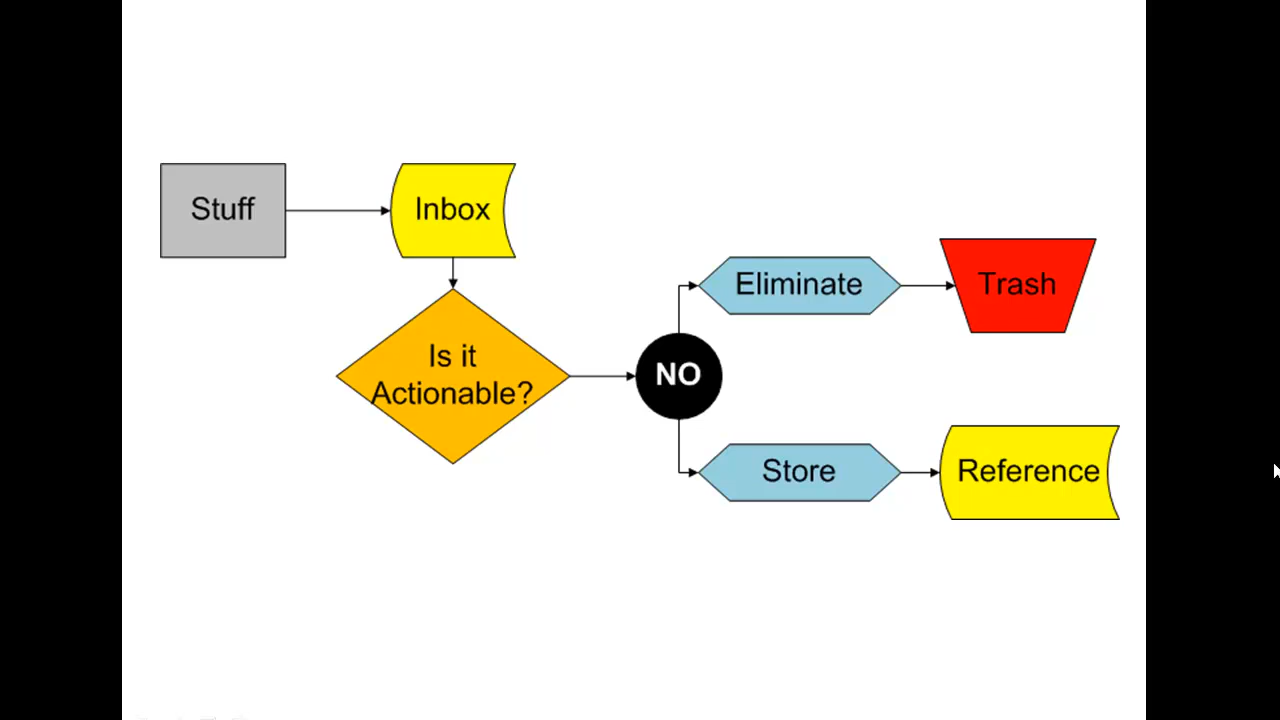 Stuff
Inbox
Eliminate
Trash
Is it
Actionable?
NO
Store
Reference